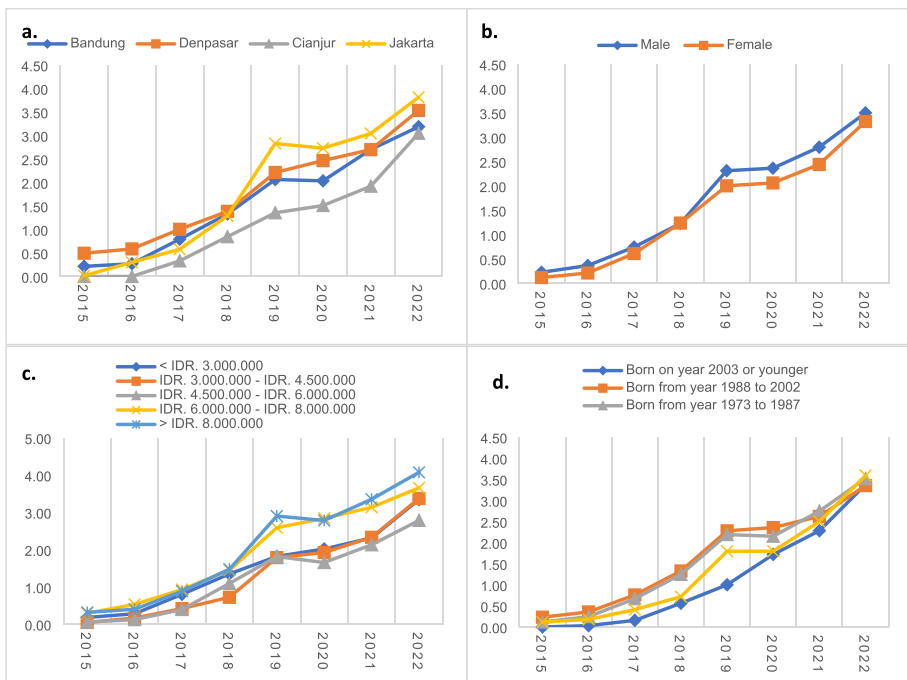 a.
Bandung Denpasar Cianjur Jakarta
4.50
4.00
3.50
3.00
2.50
2.00
1.50
1.00
0.50
0.00
2015 2016 2017 2018 2019 2020 2021 2022
b.
Male Female
4.50
4.00
3.50
3.00
2.50
2.00
1.50
1.00
0.50
0.00
2015 2016 2017 2018 2019 2020 2021 2022
c.
< IDR. 3.000.000
IDR. 3.000.000 - IDR. 4.500.000
IDR. 4.500.000 - IDR. 6.000.000
IDR. 6.000.000 - IDR. 8.000.000
> IDR. 8.000.000
5.00
4.00
3.00
2.00
1.00
0.00
2015 2016 2017 2018 2019 2020 2021 2022
d.
Born on year 2003 or younger
Born from year 1988 to 2002
Born from year 1973 to 1987
4.50
4.00
3.50
3.00
2.50
2.00
1.50
1.00
0.50
0.00
2015 2016 2017 2018 2019 2020 2021 2022